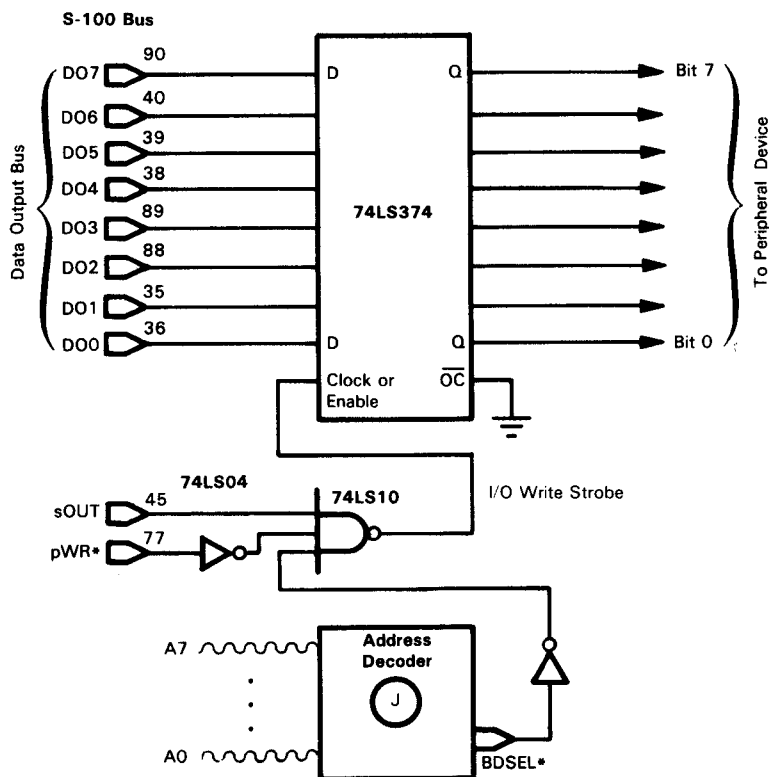 S-100 Bus
90
DO7
D
Q
Bit 7
40
DO6
39
DO5
38
DO4
74LS374
89
DO3
88
DO2
35
DO1
36
DO0
D
Q
Bit 0
Data Output Bus
To Peripheral Device
Clock or
Enable
OC
I/O Write Strobe
74LS04
74LS10
sOUT
45
pWR*
77
A7
Address
Decoder
J
A0
BDSEL*